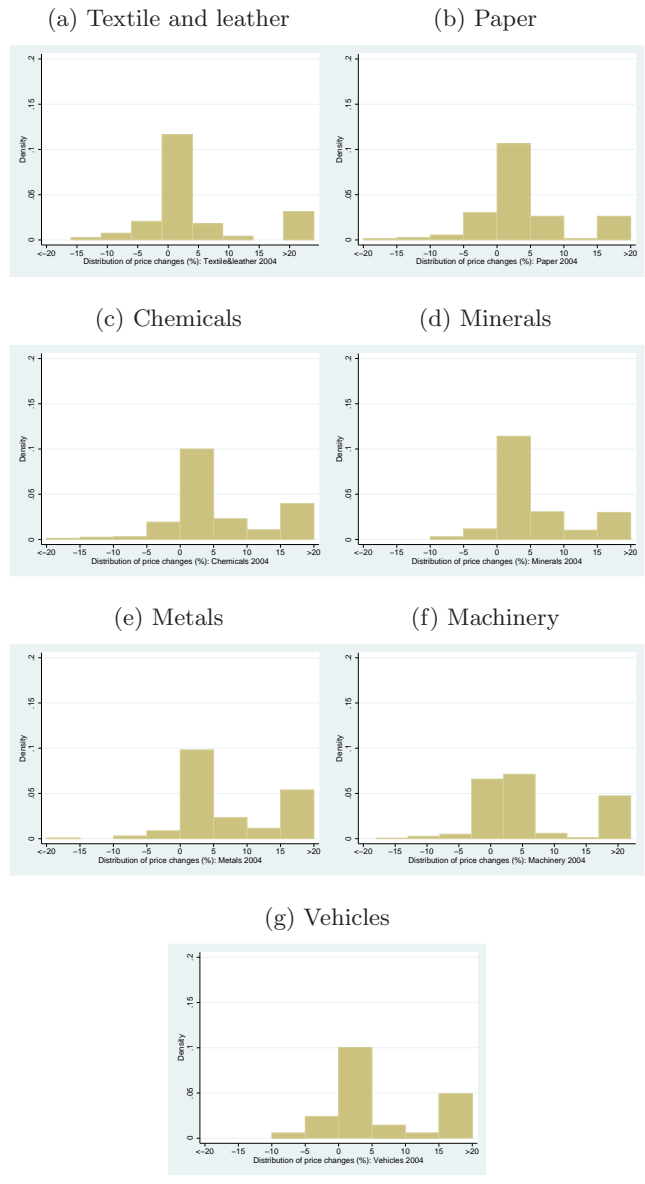 (a) Textile and leather
(b) Paper
Density
0 .05 .1 .15 .2
<−20 −15 −10 −5 0 5 10 15 >20
Distribution of price changes (%): Textile&leather 2004
Density
0 .05 .1 .15 .2
<−20 −15 −10 −5 0 5 10 15 >20
Distribution of price changes (%): Paper 2004
(c) Chemicals
(d) Minerals
Density
0 .05 .1 .15 .2
<−20 −15 −10 −5 0 5 10 15 >20
Distribution of price changes (%): Chemicals 2004
Density
0 .05 .1 .15 .2
<−20 −15 −10 −5 0 5 10 15 >20
Distribution of price changes (%): Minerals 2004
(e) Metals
(f) Machinery
Density
0 .05 .1 .15 .2
<−20 −15 −10 −5 0 5 10 15 >20
Distribution of price changes (%): Metals 2004
Density
0 .05 .1 .15 .2
<−20 −15 −10 −5 0 5 10 15 >20
Distribution of price changes (%): Machinery 2004
(g) Vehicles
Density
0 .05 .1 .15 .2
<−20 −15 −10 −5 0 5 10 15 >20
Distribution of price changes (%): Vehicles 2004